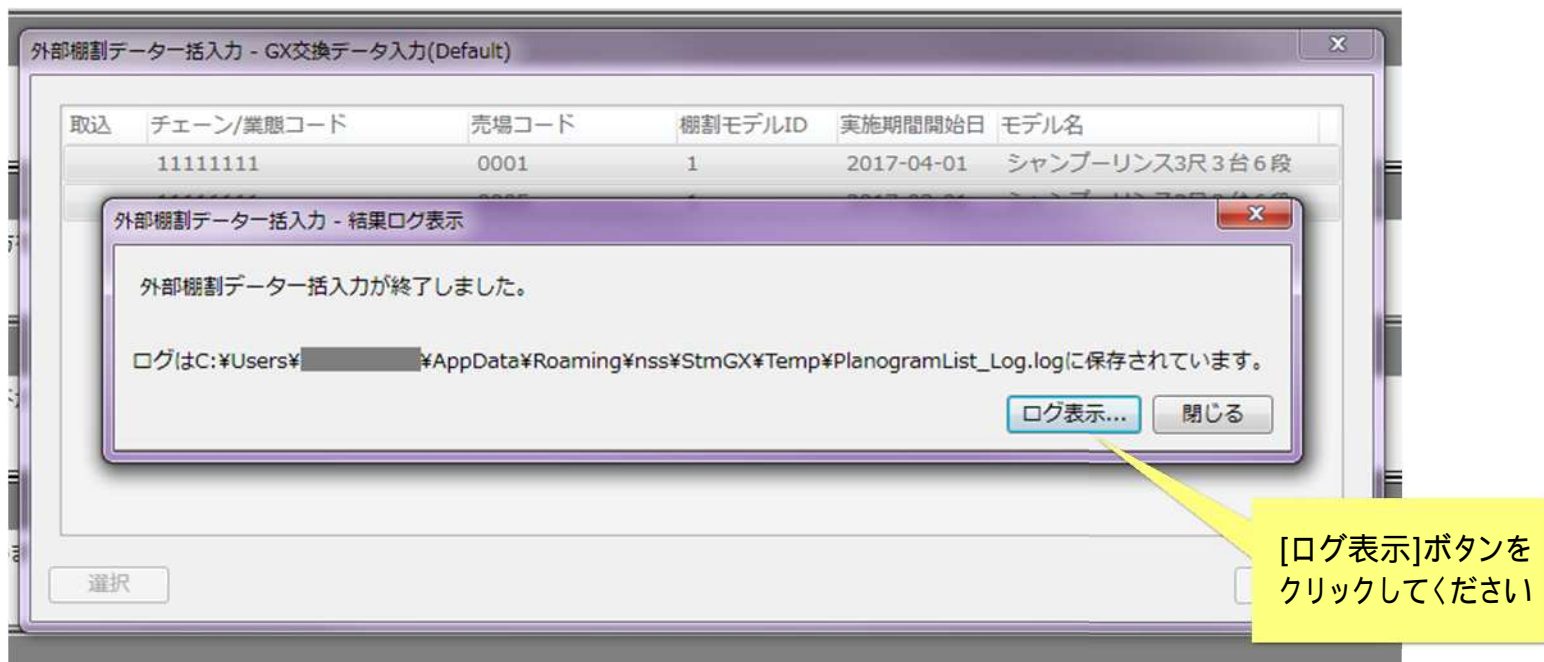 外部棚割データ一括入力 - GX交換データ入力(Default)
取込 チェーン/業態コード 売場コード 棚割モデルID 実施期間開始日 モデル名
11111111 0001 1 2017-04-01 シャンプーリンス3尺３台６段
外部棚割データ一括入力 - 結果ログ表示
外部棚割データ一括入力が終了しました。
ログはC:¥Users¥ ¥AppData¥Roaming¥nss¥StmGX¥Temp¥PlanogramList_Log.logに保存されています。
ログ表示... 閉じる
[ログ表示]ボタンを
クリックしてください
選択